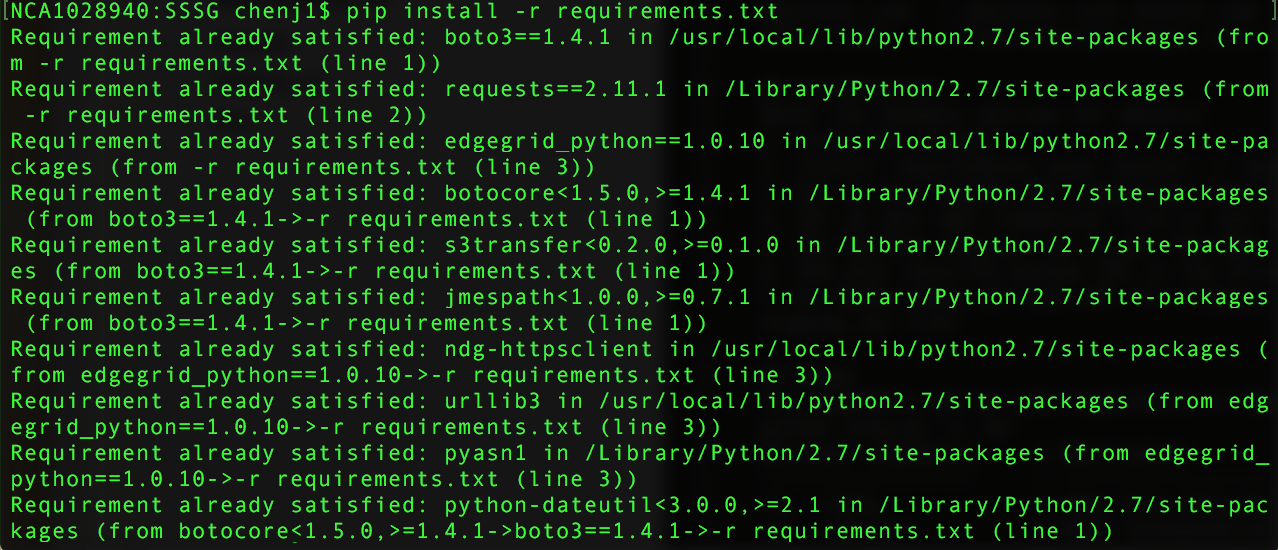 [NCA1028940:SSSG chenj1$ pip install -r requirements.txt ]
Requirement already satisfied: boto3==1.4.1 in /usr/local/lib/python2.7/site-packages (fro
m -r requirements.txt (line 1))
Requirement already satisfied: requests==2.11.1 in /Library/Python/2.7/site-packages (from
 -r requirements.txt (line 2))
Requirement already satisfied: edgegrid_python==1.0.10 in /usr/local/lib/python2.7/site-pa
ckages (from -r requirements.txt (line 3))
Requirement already satisfied: botocore<1.5.0,>=1.4.1 in /Library/Python/2.7/site-packages
 (from boto3==1.4.1->-r requirements.txt (line 1))
Requirement already satisfied: s3transfer<0.2.0,>=0.1.0 in /Library/Python/2.7/site-packag
es (from boto3==1.4.1->-r requirements.txt (line 1))
Requirement already satisfied: jmespath<1.0.0,>=0.7.1 in /Library/Python/2.7/site-packages
 (from boto3==1.4.1->-r requirements.txt (line 1))
Requirement already satisfied: ndg-httpsclient in /usr/local/lib/python2.7/site-packages (
from edgegrid_python==1.0.10->-r requirements.txt (line 3))
Requirement already satisfied: urllib3 in /usr/local/lib/python2.7/site-packages (from edg
egrid_python==1.0.10->-r requirements.txt (line 3))
Requirement already satisfied: pyasn1 in /Library/Python/2.7/site-packages (from edgegrid_
python==1.0.10->-r requirements.txt (line 3))
Requirement already satisfied: python-dateutil<3.0.0,>=2.1 in /Library/Python/2.7/site-pac
kages (from botocore<1.5.0,>=1.4.1->boto3==1.4.1->-r requirements.txt (line 1))